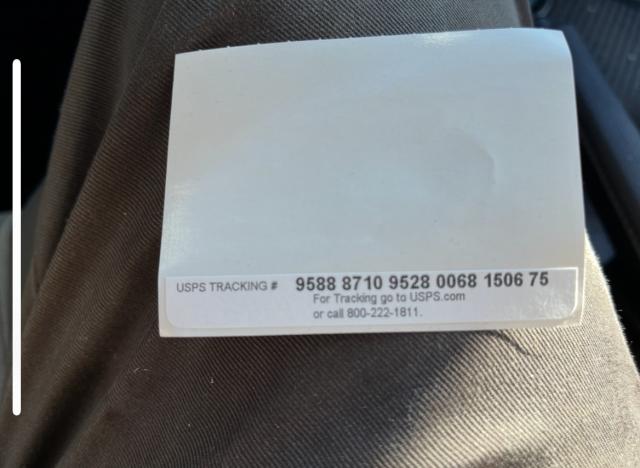 USPS TRACKING # 9588 8710 9528 0068 1506 75
For Tracking go to USPS.com
or call 800-222-1811.